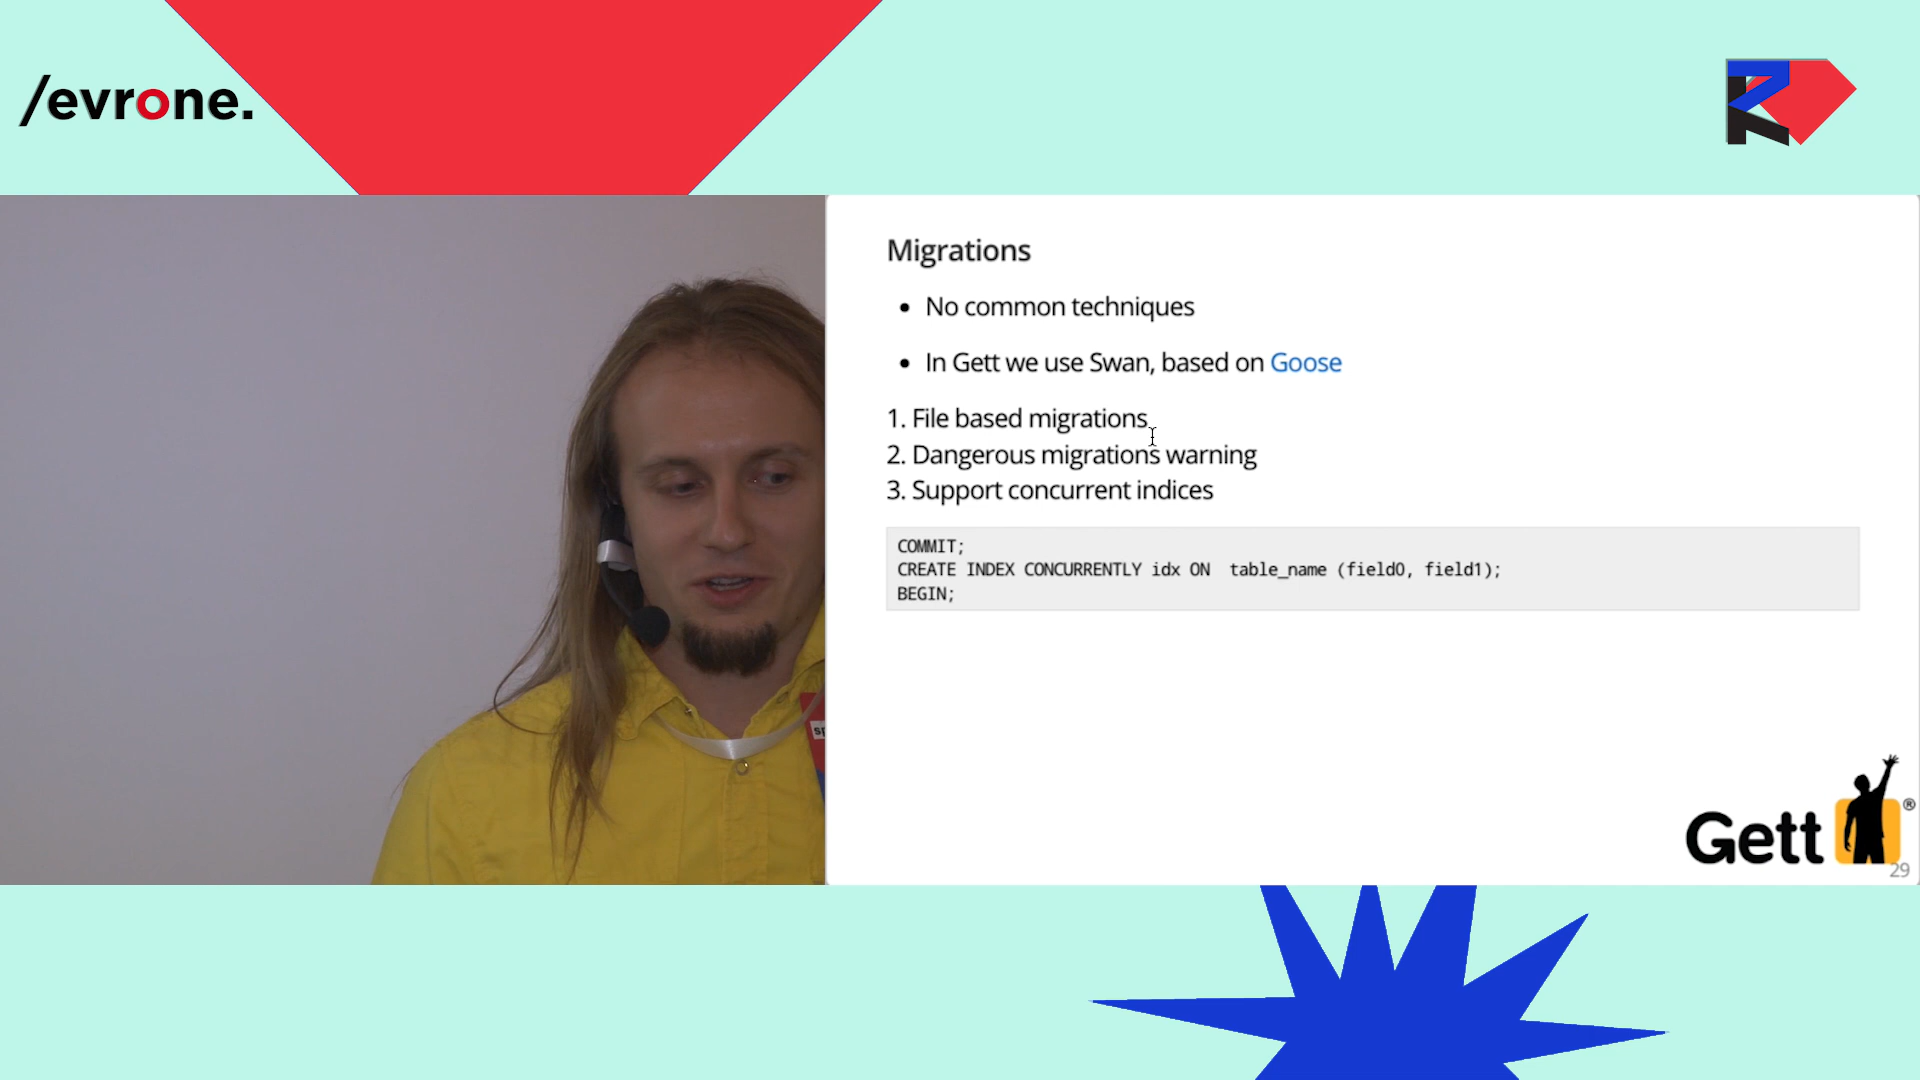 /evrone.
Migrations
• No common techniques
• In Gett we use Swan, based on Goose
1. File based migrations
2. Dangerous migrations warning
3. Support concurrent indices
COMMIT;
CREATE INDEX CONCURRENTLY idx ON table_name (field0, field1);
BEGIN;
Gett®
29
sp